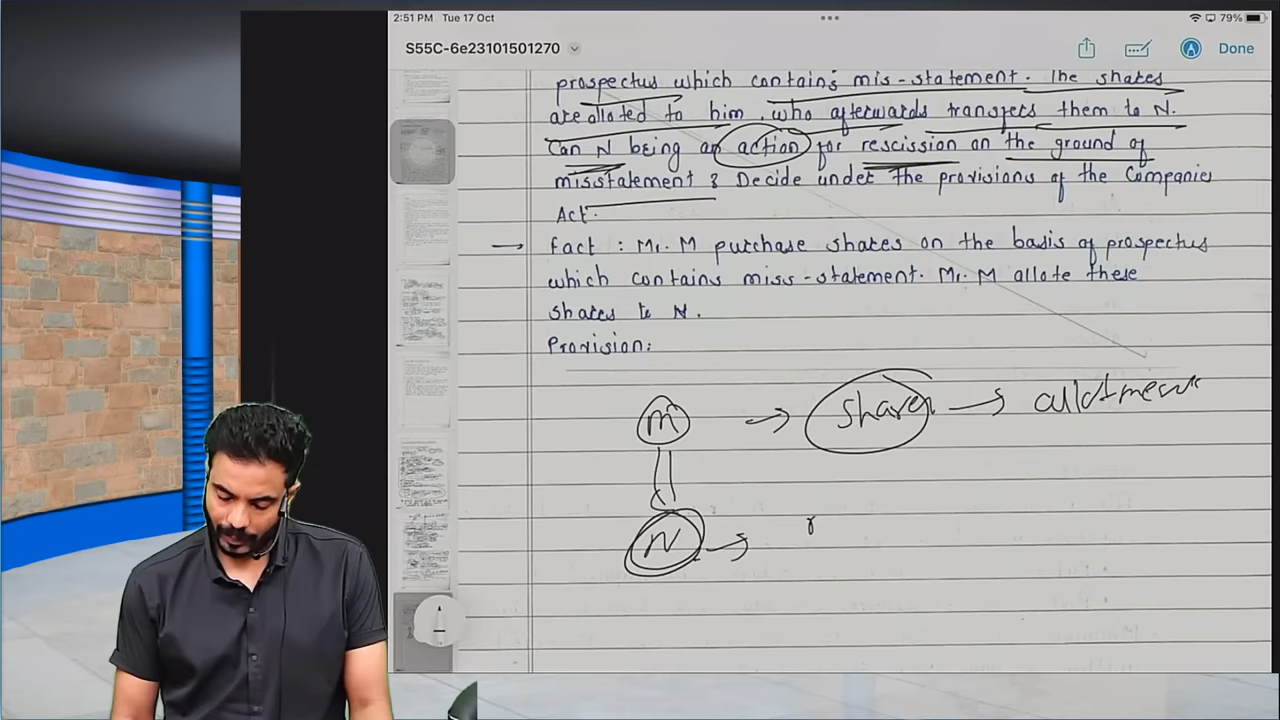 2:51 PM Tue 17 Oct
79%
S55C-6e23101501270
Done
prospectus which contains mis-statement. The shares
are alloted to him, who afterwards transfers them to N.
Can N being an action for rescission on the ground of
misstatement ? Decide under the provisions of the Companies
Act.
→ fact : Mr. M purchase shares on the basis of prospectus
which contains miss-statement. Mr. M allote these
shares to N.
Provision:
M → shares → allotment
N → r